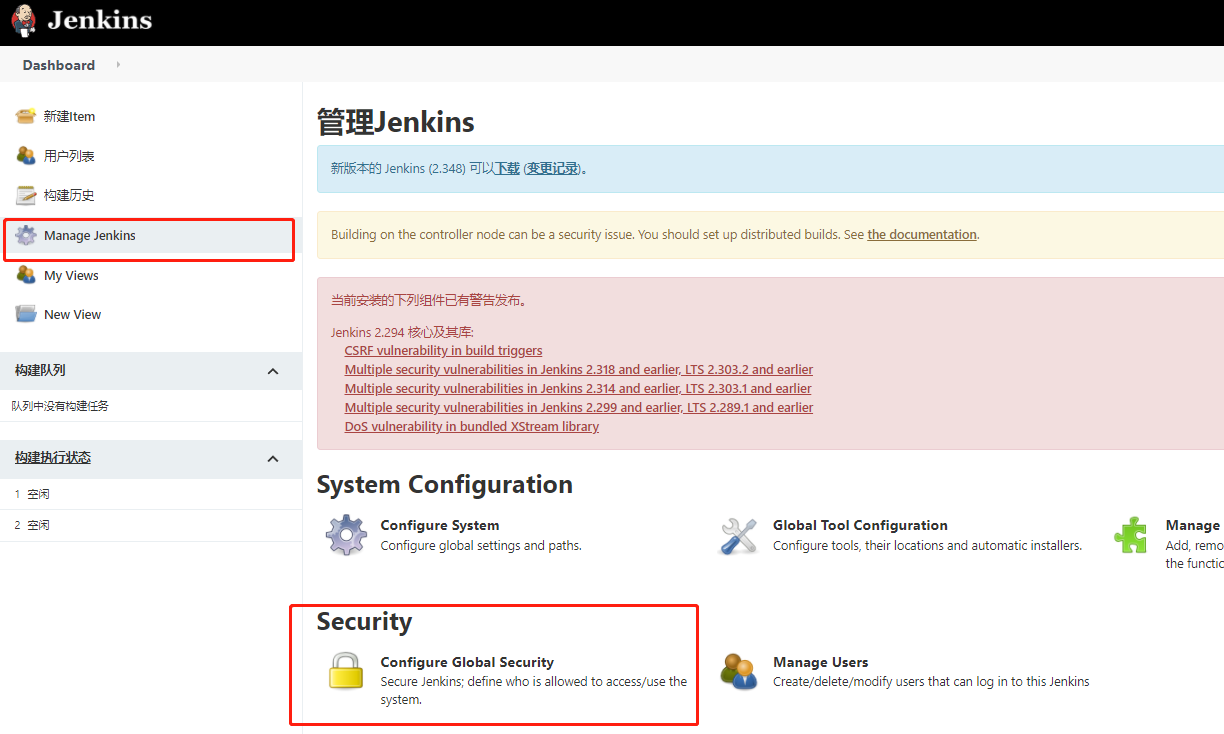 Jenkins
Dashboard
新建Item
用户列表
构建历史
Manage Jenkins
My Views
New View
构建队列
队列中没有构建任务
构建执行状态
1 空闲
2 空闲
管理Jenkins
新版本的 Jenkins (2.348) 可以下载 (变更记录)。
Building on the controller node can be a security issue. You should set up distributed builds. See the documentation.
当前安装的下列组件已有警告发布。
Jenkins 2.294 核心及其库:
CSRF vulnerability in build triggers
Multiple security vulnerabilities in Jenkins 2.318 and earlier, LTS 2.303.2 and earlier
Multiple security vulnerabilities in Jenkins 2.314 and earlier, LTS 2.303.1 and earlier
Multiple security vulnerabilities in Jenkins 2.299 and earlier, LTS 2.289.1 and earlier
DoS vulnerability in bundled XStream library
System Configuration
Configure System
Configure global settings and paths.
Global Tool Configuration
Configure tools, their locations and automatic installers.
Manage
Add, remo
the functic
Security
Configure Global Security
Secure Jenkins; define who is allowed to access/use the
system.
Manage Users
Create/delete/modify users that can log in to this Jenkins